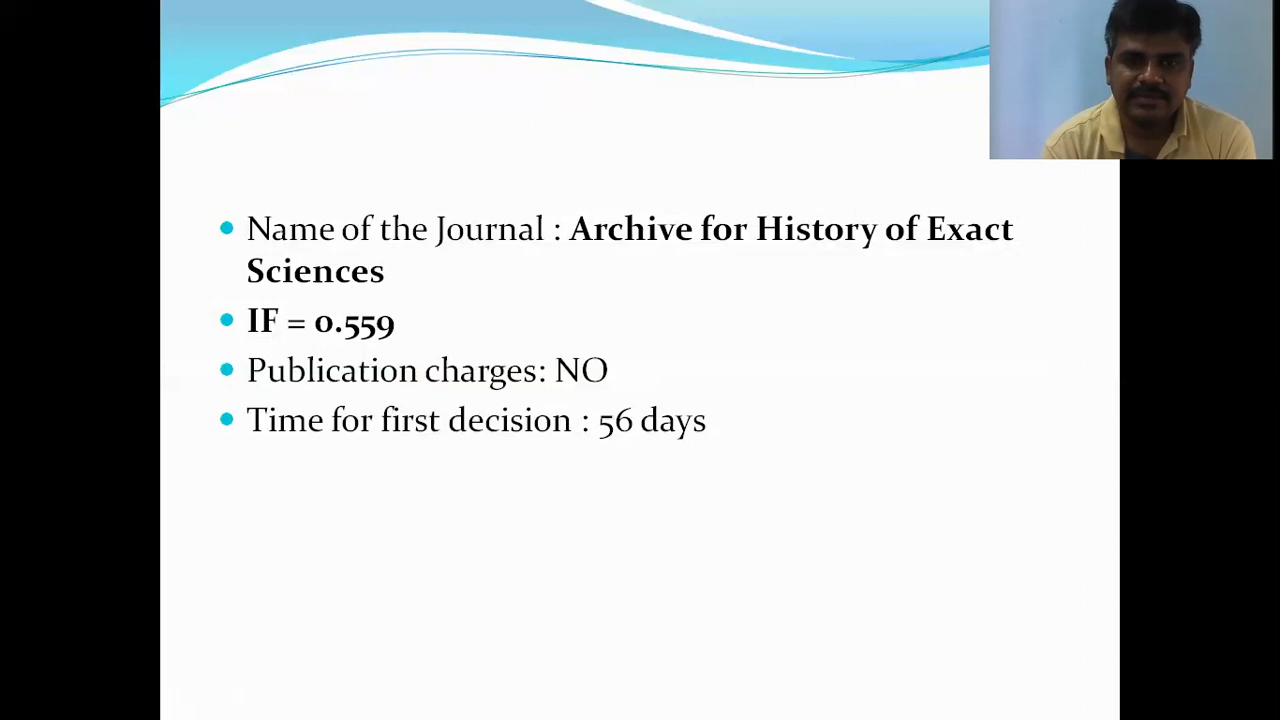 Name of the Journal : Archive for History of Exact
Sciences
IF = 0.559
Publication charges: NO
Time for first decision : 56 days